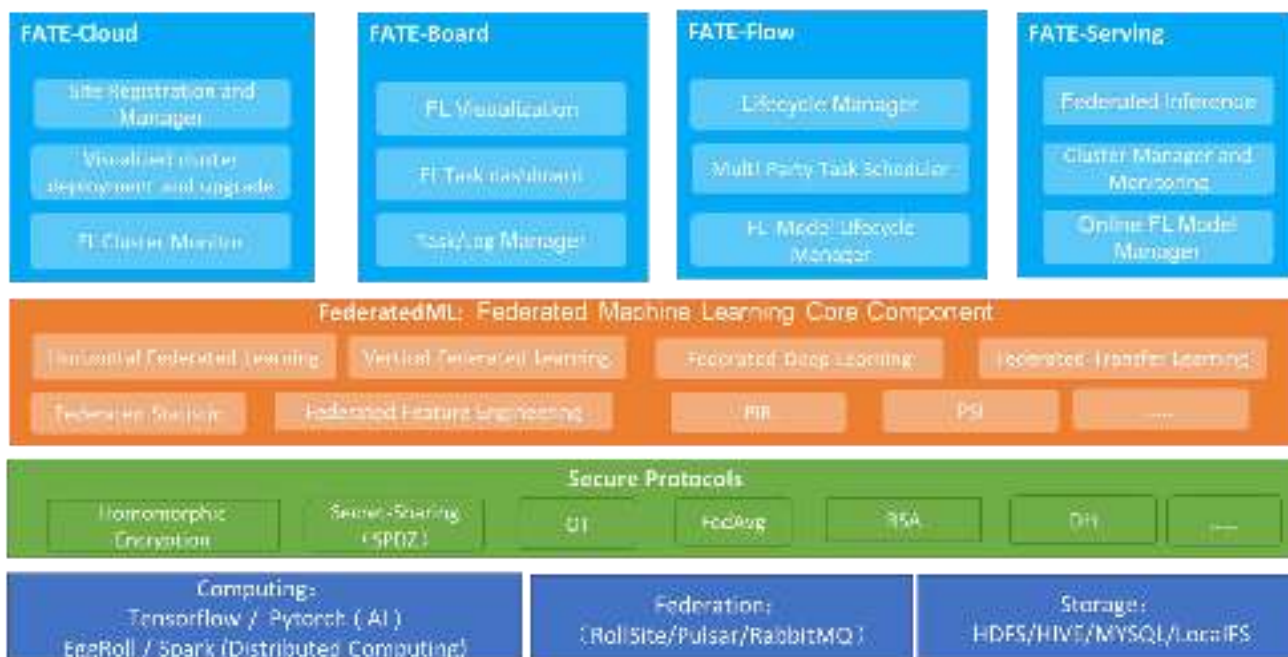 FATE-Cloud
Site Registration and
Manager
Visualized cluster
deployment and upgrade
FL Cluster Monitor
FATE-Board
FL Visualization
FL Task dashboard
Task/Log Manager
FATE-Flow
Lifecycle Manager
Multi Party Task Scheduler
FL Model Lifecycle
Manager
FATE-Serving
Federated Inference
Cluster Manager and
Monitoring
Online FL Model
Manager
FederatedML: Federated Machine Learning Core Component
Horizontal Federated Learning
Vertical Federated Learning
Federated Deep Learning
Federated Transfer Learning
Federated Statistic
Federated Feature Engineering
PIR
PSI
......
Secure Protocols
Homomorphic
Encryption
Secret-Sharing
（SPDZ）
OT
FedAvg
RSA
DH
......
Computing：
Tensorflow / Pytorch ( AI )
EggRoll / Spark (Distributed Computing)
Federation：
（RollSite/Pulsar/RabbitMQ）
Storage：
HDFS/HIVE/MYSQL/LocalFS